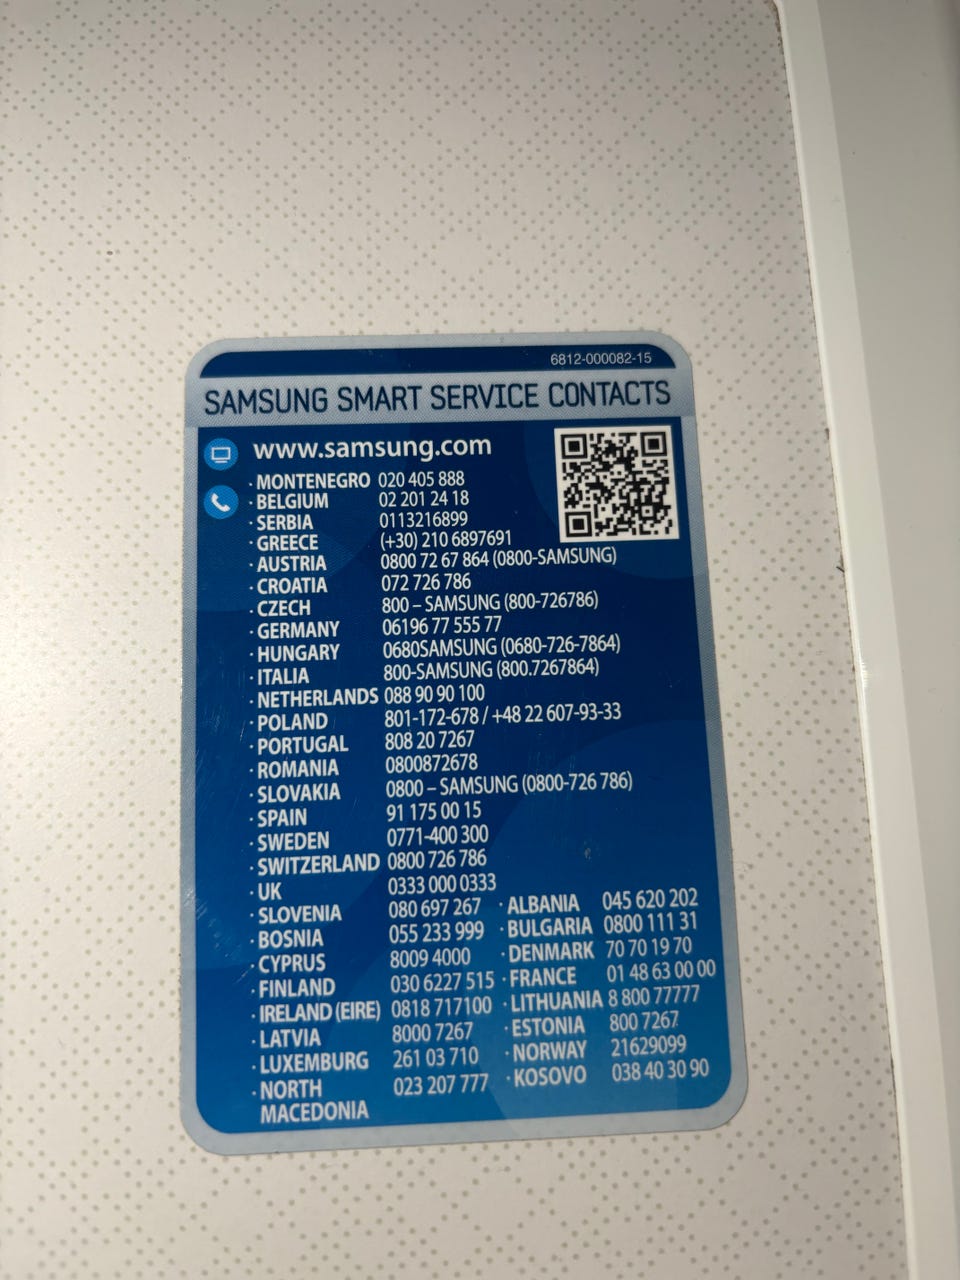 6812-000082-15
SAMSUNG SMART SERVICE CONTACTS
www.samsung.com
· MONTENEGRO 020 405 888
· BELGIUM 02 201 24 18
· SERBIA 0113216899
· GREECE (+30) 210 6897691
· AUSTRIA 0800 72 67 864 (0800-SAMSUNG)
· CROATIA 072 726 786
· CZECH 800 – SAMSUNG (800-726786)
· GERMANY 06196 77 555 77
· HUNGARY 0680SAMSUNG (0680-726-7864)
· ITALIA 800-SAMSUNG (800.7267864)
· NETHERLANDS 088 90 90 100
· POLAND 801-172-678 / +48 22 607-93-33
· PORTUGAL 808 20 7267
· ROMANIA 0800872678
· SLOVAKIA 0800 – SAMSUNG (0800-726 786)
· SPAIN 91 175 00 15
· SWEDEN 0771-400 300
· SWITZERLAND 0800 726 786
· UK 0333 000 0333
· SLOVENIA 080 697 267
· BOSNIA 055 233 999
· CYPRUS 8009 4000
· FINLAND 030 6227 515
· IRELAND (EIRE) 0818 717100
· LATVIA 8000 7267
· LUXEMBURG 261 03 710
· NORTH 023 207 777
MACEDONIA
· ALBANIA 045 620 202
· BULGARIA 0800 111 31
· DENMARK 70 70 19 70
· FRANCE 01 48 63 00 00
· LITHUANIA 8 800 77777
· ESTONIA 800 7267
· NORWAY 21629099
· KOSOVO 038 40 30 90